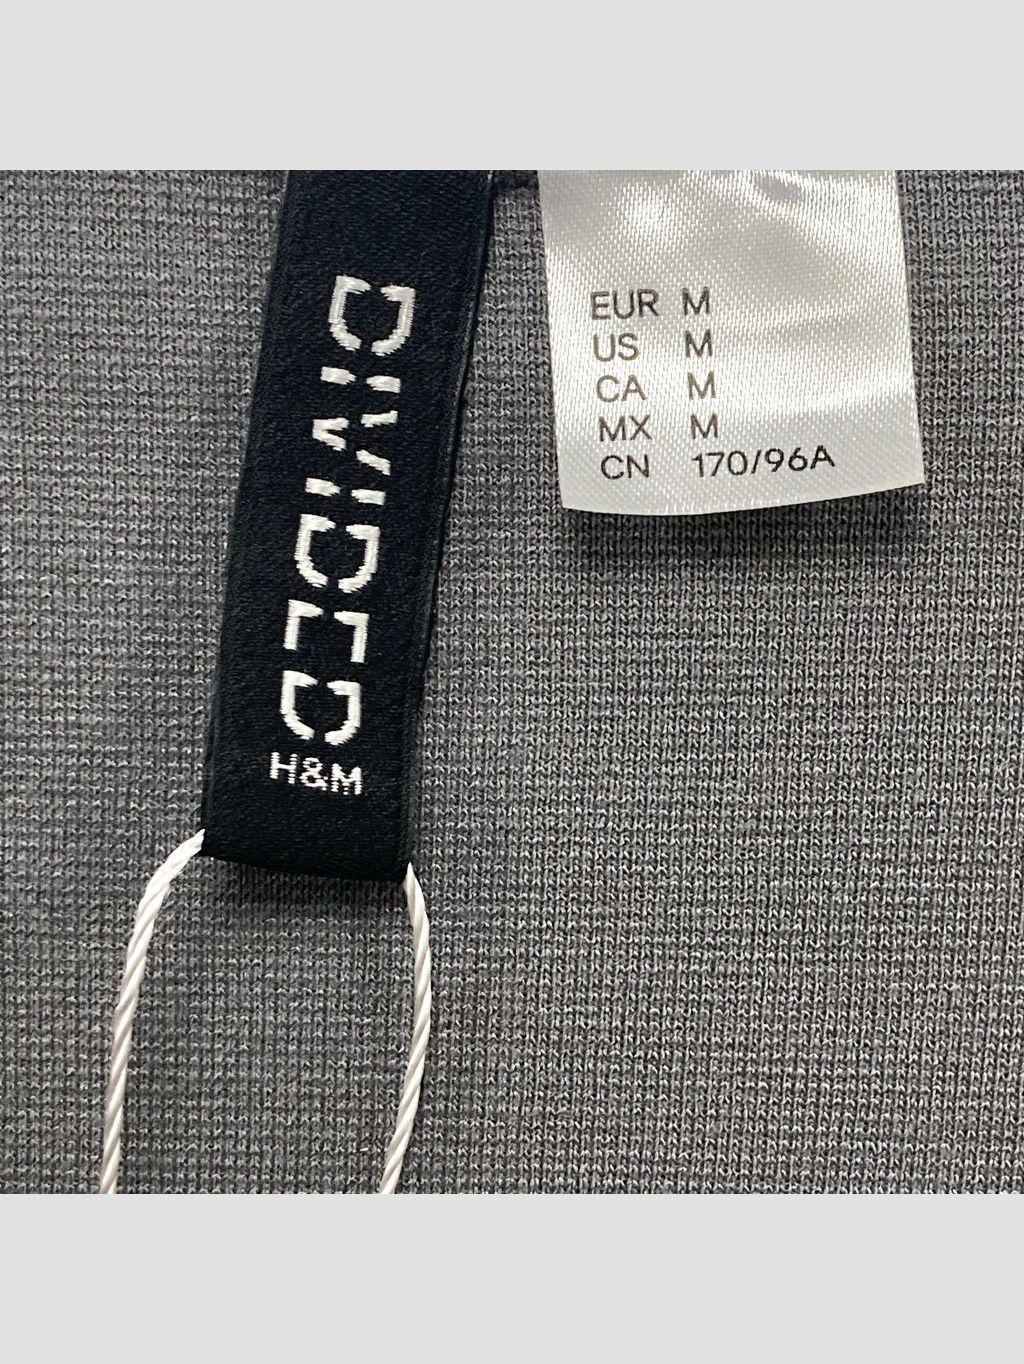 DIVIDED
H&M
EUR M
US M
CA M
MX M
CN 170/96A